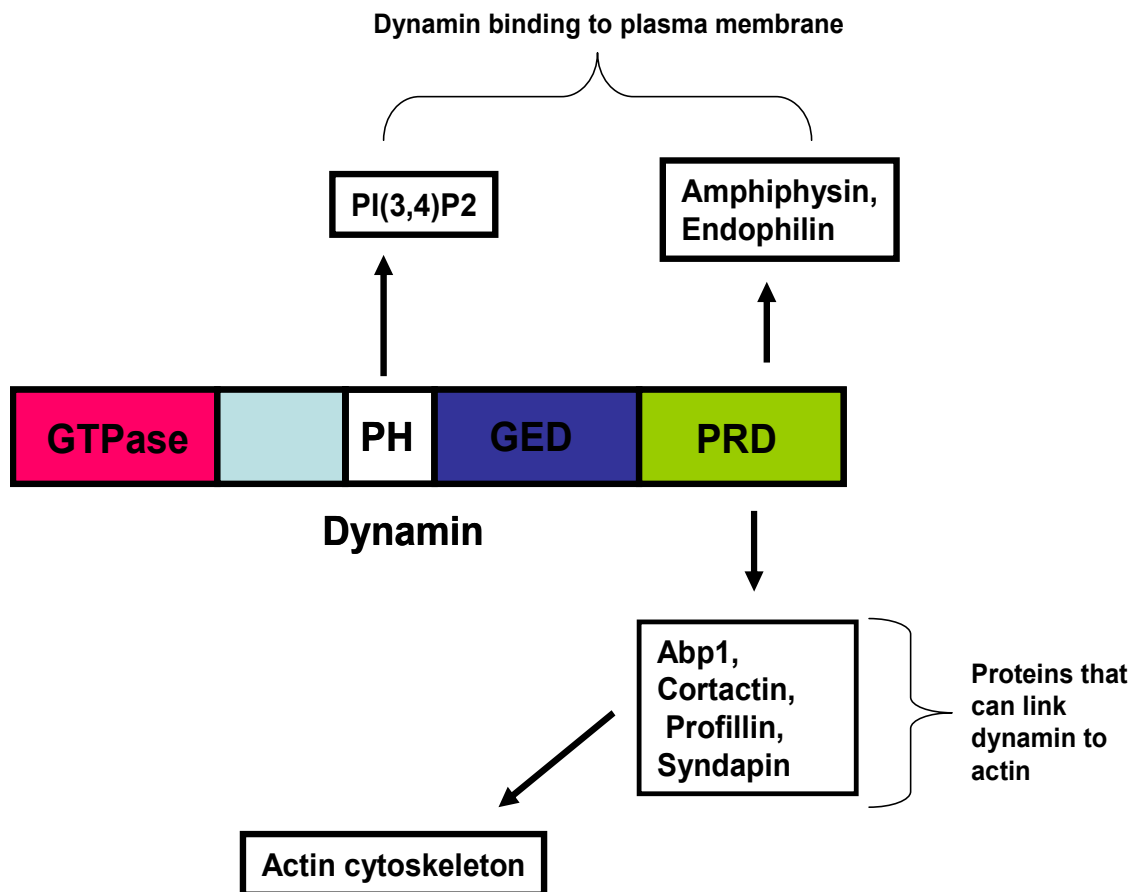 Dynamin binding to plasma membrane
PI(3,4)P2
Amphiphysin,
Endophilin
GTPase
PH
GED
PRD
Dynamin
Abp1,
Cortactin,
Profillin,
Syndapin
Proteins that
can link
dynamin to
actin
Actin cytoskeleton